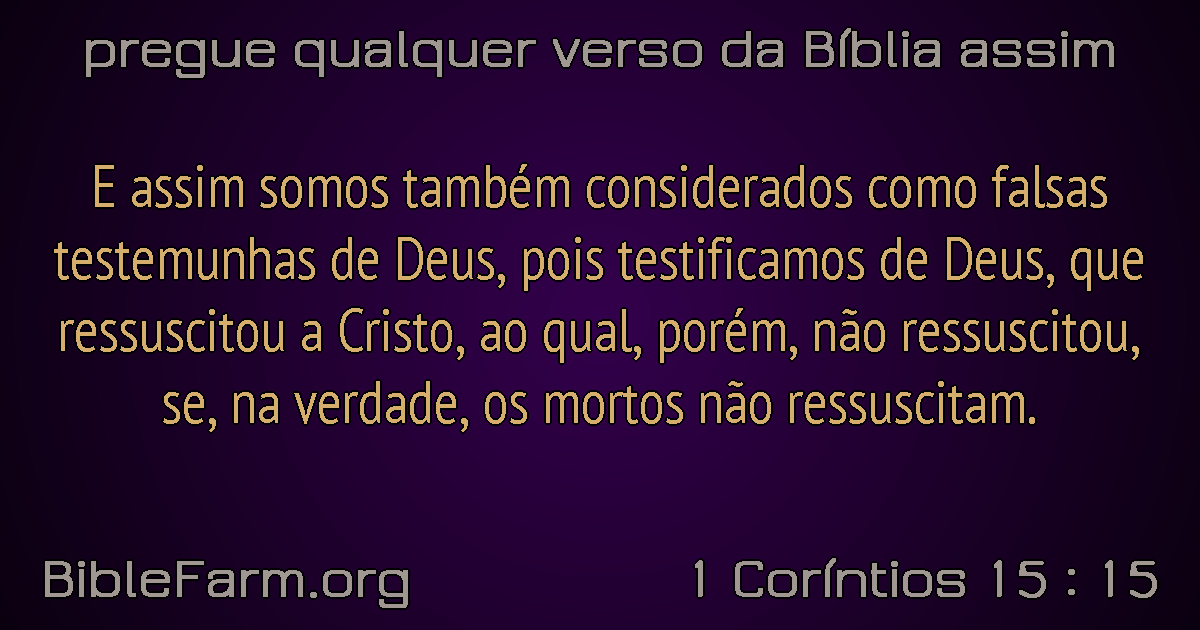 pregue qualquer verso da Bíblia assim
E assim somos também considerados como falsas
testemunhas de Deus, pois testificamos de Deus, que
ressuscitou a Cristo, ao qual, porém, não ressuscitou,
se, na verdade, os mortos não ressuscitam.
BibleFarm.org
1 Coríntios 15 : 15